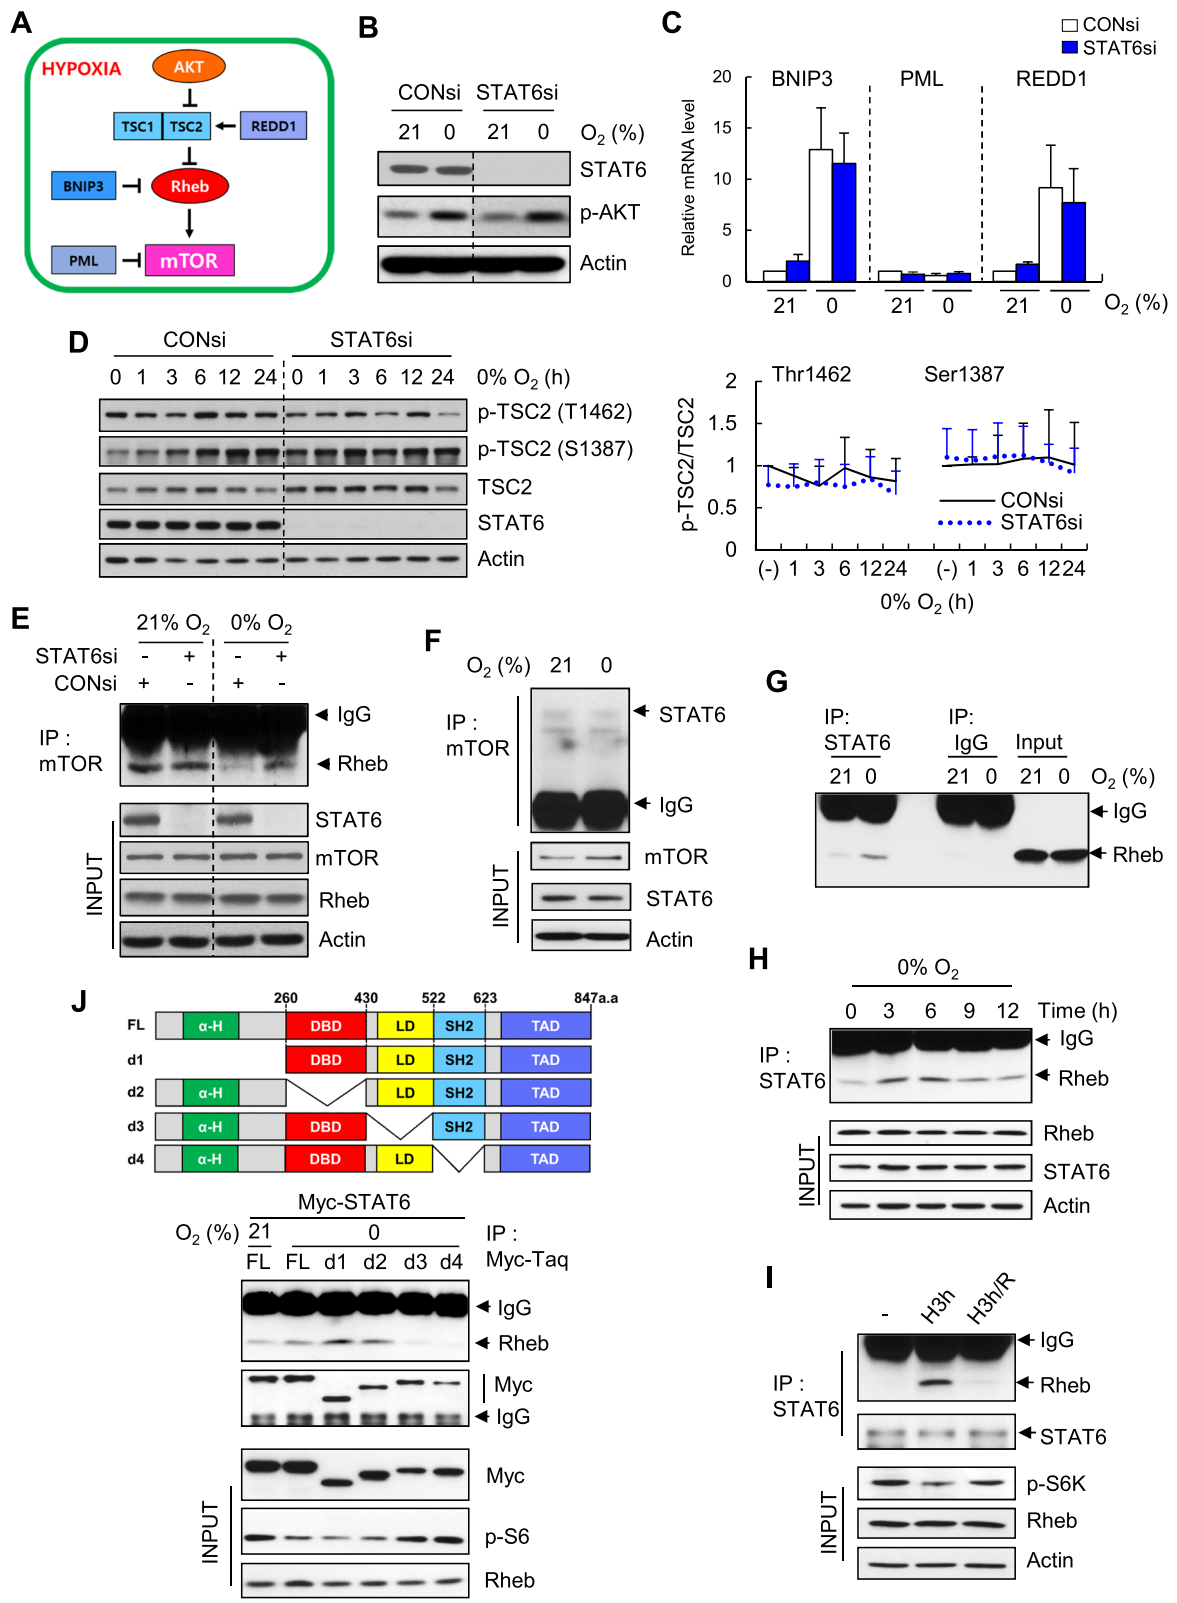 A
HYPOXIA
AKT
TSC1 TSC2
REDD1
BNIP3
Rheb
PML
mTOR
B
CONsi STAT6si
21 0 21 0 O2 (%)
STAT6
p-AKT
Actin
C
CONsi
STAT6si
BNIP3 PML REDD1
Relative mRNA level
20
15
10
5
0
21 0 21 0 21 0 O2 (%)
D
CONsi STAT6si
0 1 3 6 12 24 0 1 3 6 12 24 0% O2 (h)
p-TSC2 (T1462)
p-TSC2 (S1387)
TSC2
STAT6
Actin
Thr1462 Ser1387
p-TSC2/TSC2
2
1.5
1
0.5
0
CONsi
STAT6si
(-) 1 3 6 12 24 (-) 1 3 6 12 24
0% O2 (h)
E
21% O2 0% O2
STAT6si - + - +
CONsi + - + -
IP :
mTOR
IgG
Rheb
INPUT
STAT6
mTOR
Rheb
Actin
F
O2 (%) 21 0
IP :
mTOR
STAT6
IgG
INPUT
mTOR
STAT6
Actin
G
IP: STAT6
IP: IgG
Input
21 0 21 0 21 0 O2 (%)
IgG
Rheb
H
0% O2
0 3 6 9 12 Time (h)
IP :
STAT6
IgG
Rheb
INPUT
Rheb
STAT6
Actin
I
- H3h H3h/R
IP :
STAT6
IgG
Rheb
STAT6
INPUT
p-S6K
Rheb
Actin
J
260 430 522 623 847a.a
FL α-H DBD LD SH2 TAD
d1 DBD LD SH2 TAD
d2 α-H LD SH2 TAD
d3 α-H DBD SH2 TAD
d4 α-H DBD LD TAD
Myc-STAT6
O2 (%) 21 0 IP :
FL FL d1 d2 d3 d4 Myc-Taq
IgG
Rheb
Myc
IgG
INPUT
Myc
p-S6
Rheb